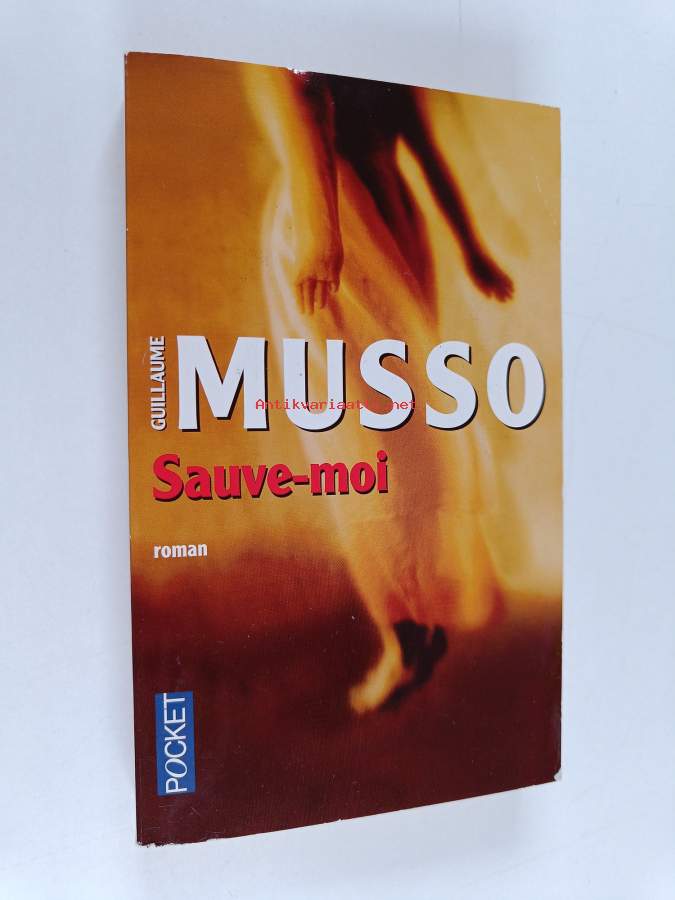 GUILLAUME
MUSSO
Antikvariaatti.net
Sauve-moi
roman
POCKET